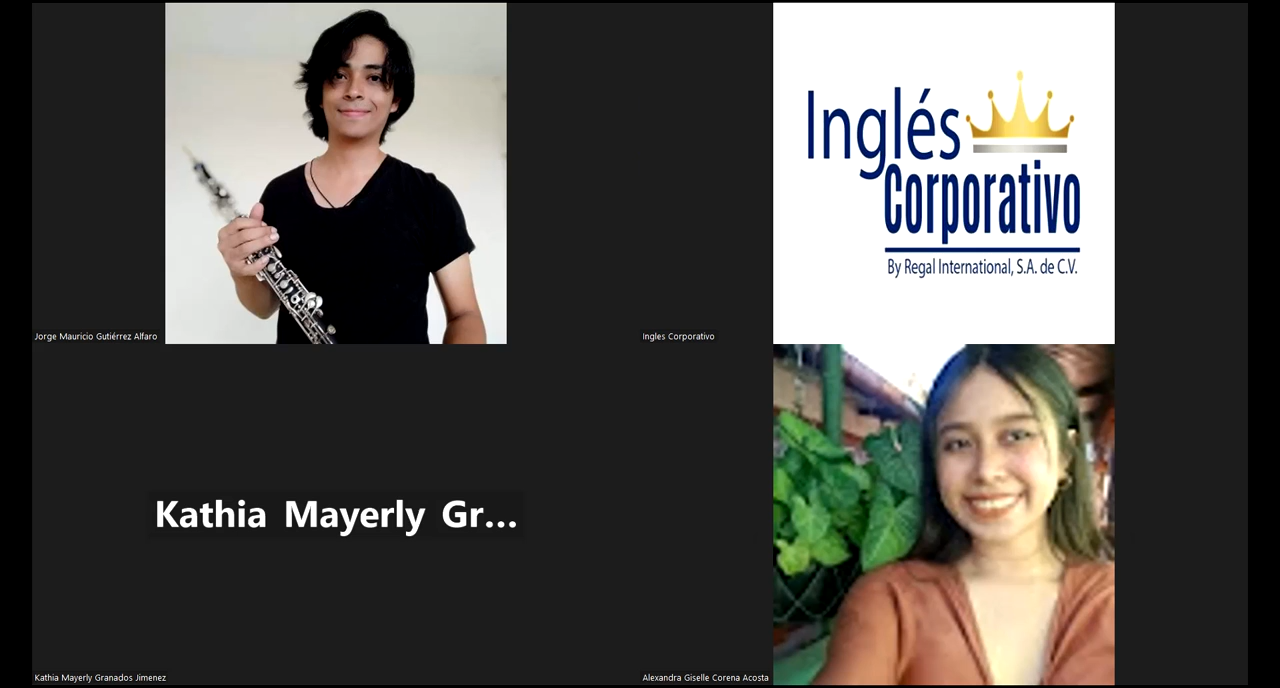 Jorge Mauricio Gutiérrez Alfaro
Inglés
Corporativo
By Regal International, S.A. de C.V.
Ingles Corporativo
Kathia Mayerly Gr...
Kathia Mayerly Granados Jimenez
Alexandra Giselle Corena Acosta